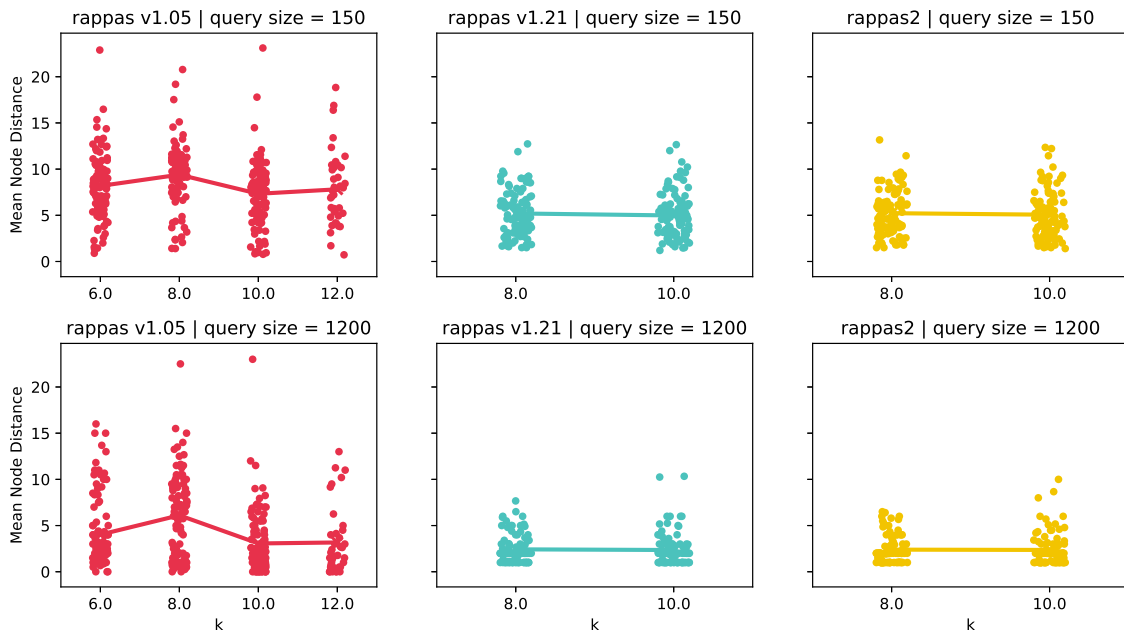 rappas v1.05 | query size = 150
rappas v1.21 | query size = 150
rappas2 | query size = 150
Mean Node Distance
20
15
10
5
0
6.0 8.0 10.0 12.0
8.0 10.0
8.0 10.0
rappas v1.05 | query size = 1200
rappas v1.21 | query size = 1200
rappas2 | query size = 1200
Mean Node Distance
20
15
10
5
0
6.0 8.0 10.0 12.0
8.0 10.0
8.0 10.0
k
k
k